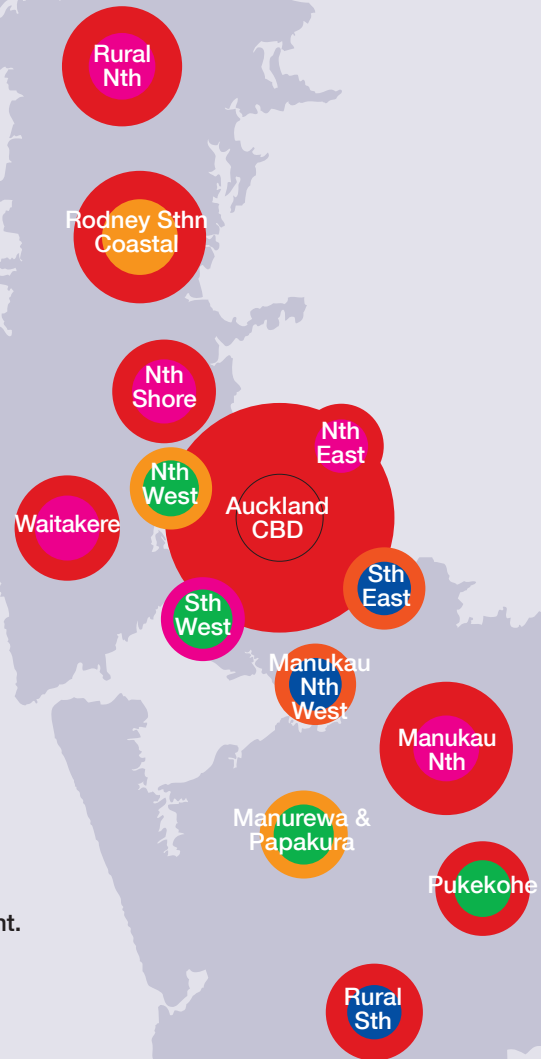 Rural
Nth
Rodney Sthn
Coastal
Nth
Shore
Nth
East
Nth
West
Auckland
CBD
Waitakere
Sth
East
Sth
West
Manukau
Nth
West
Manukau
Nth
Manurewa &
Papakura
Pukekohe
nt.
Rural
Sth